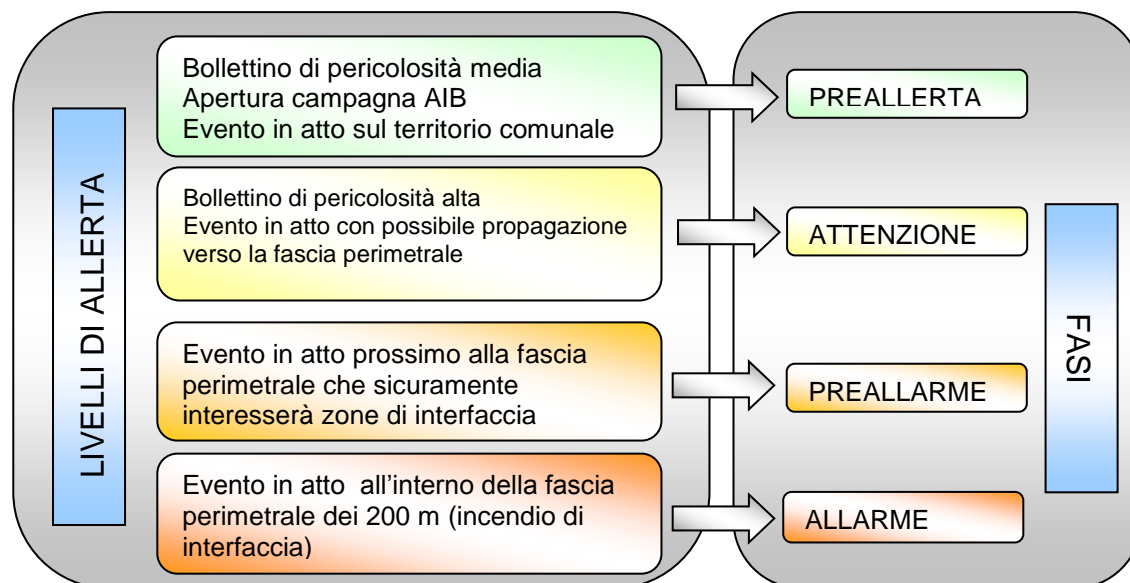 LIVELLI DI ALLERTA
Bollettino di pericolosità media
Apertura campagna AIB
Evento in atto sul territorio comunale
PREALLERTA
Bollettino di pericolosità alta
Evento in atto con possibile propagazione
verso la fascia perimetrale
ATTENZIONE
Evento in atto prossimo alla fascia
perimetrale che sicuramente
interesserà zone di interfaccia
PREALLARME
Evento in atto all'interno della fascia
perimetrale dei 200 m (incendio di
interfaccia)
ALLARME
FASI